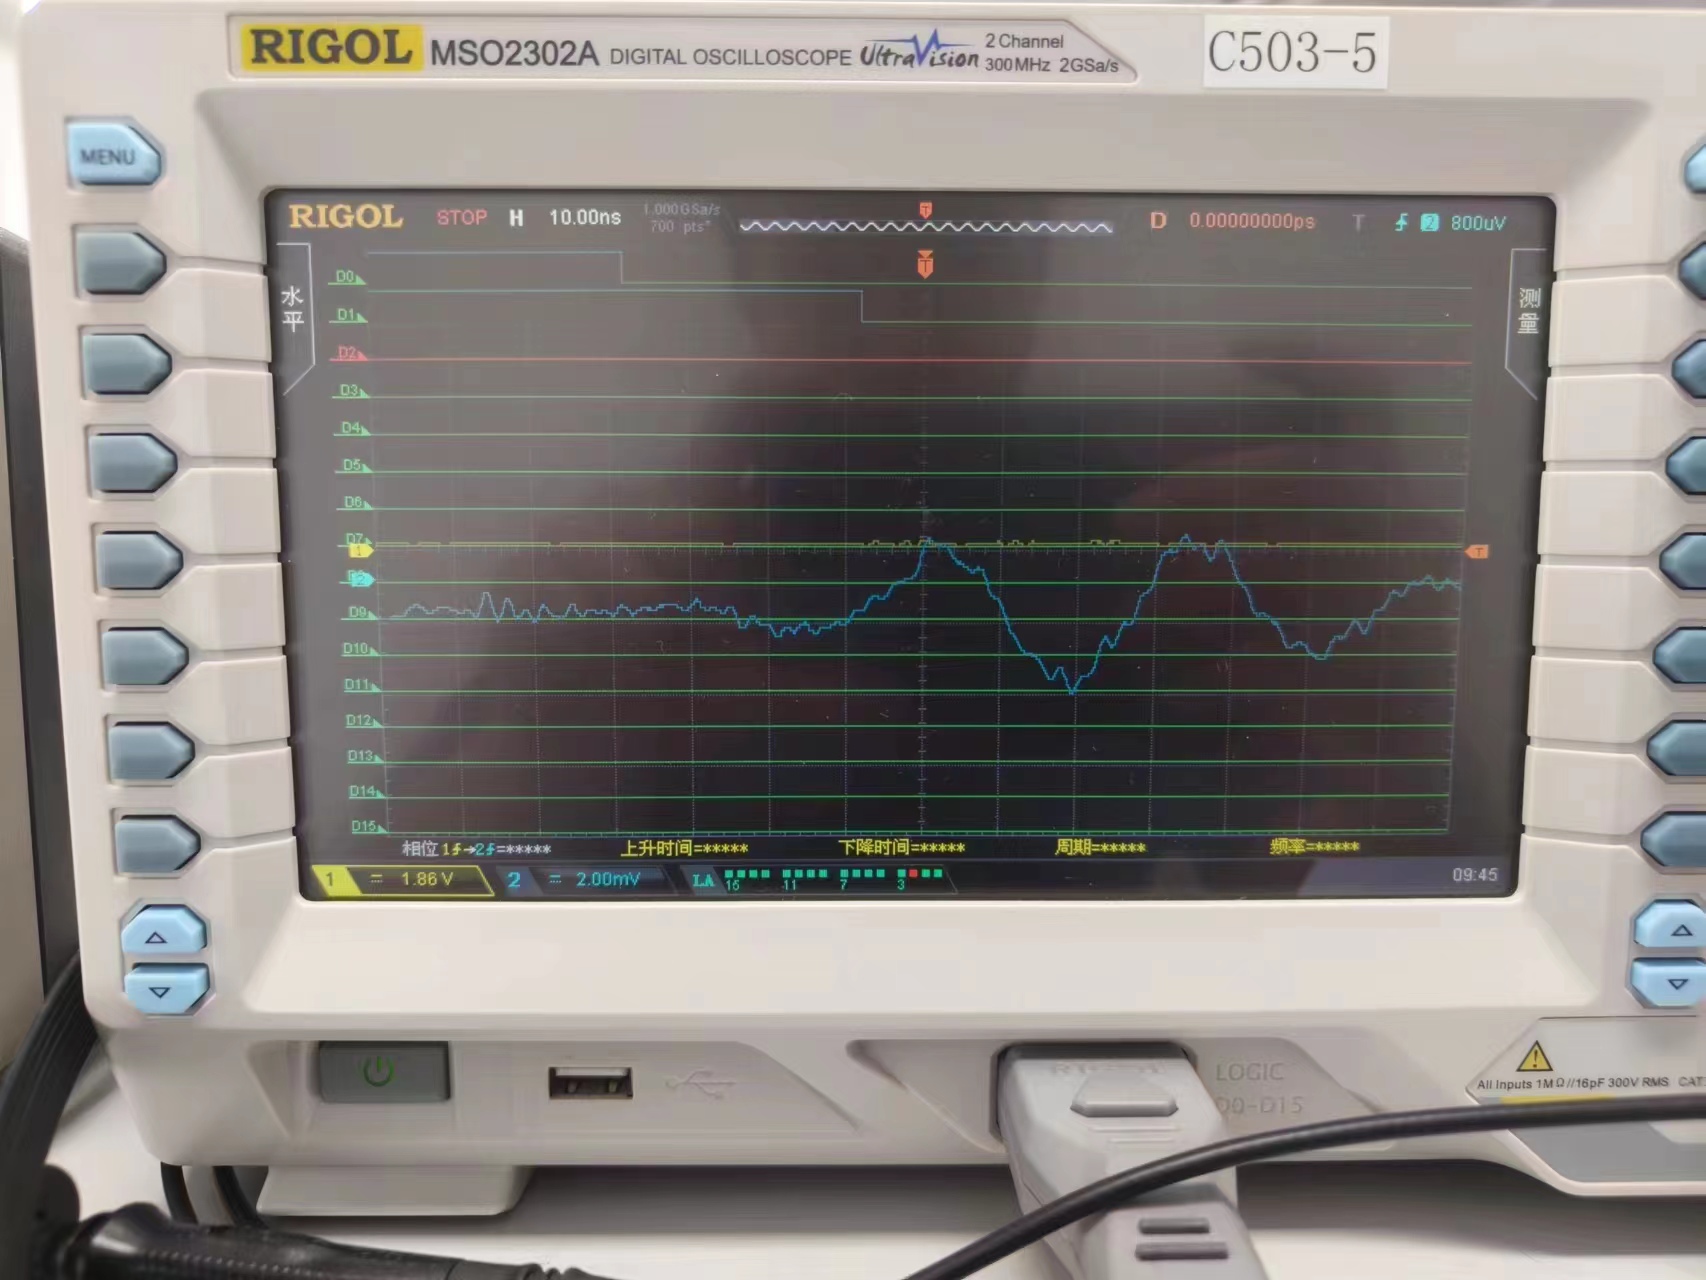 RIGOL MSO2302A DIGITAL OSCILLOSCOPE UltraVision 2 Channel
300MHz 2GSa/s
C503-5
MENU
RIGOL STOP H 10.00ns 1.000GSa/s
700 pts
T
D 0.00000000ps T 2 800uV
水平
测量
T
D0
D1
D2
D3
D4
D5
D6
D7
1
T
2
D9
D10
D11
D12
D13
D14
D15
相位1→2=***** 上升时间=***** 下降时间=***** 周期=***** 频率=*****
1 = 1.86V 2 = 2.00mV LA 15 11 7 3
09:45
LOGIC
D0-D15
RIGOL
All Inputs 1MΩ//16pF 300V RMS CAT